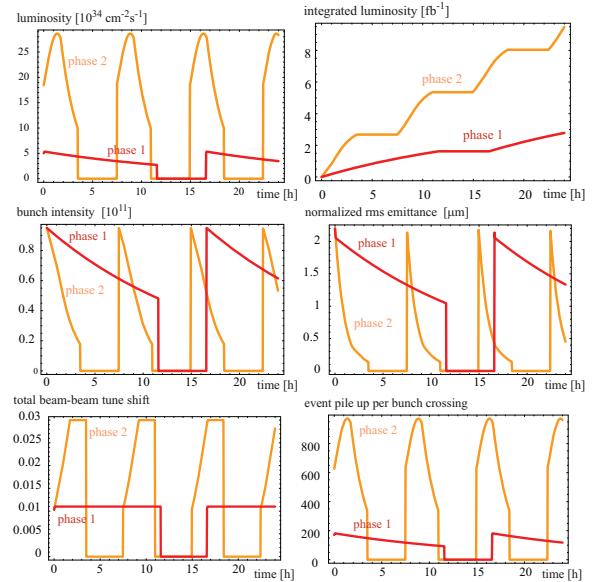 luminosity [10³⁴ cm⁻²s⁻¹]
phase 2
phase 1
25
20
15
10
5
0
0 5 10 15 20
time [h]
integrated luminosity [fb⁻¹]
phase 2
phase 1
8
6
4
2
0
0 5 10 15 20
time [h]
bunch intensity [10¹¹]
phase 1
phase 2
0.8
0.6
0.4
0.2
0
0 5 10 15 20
time [h]
normalized rms emittance [μm]
phase 1
phase 2
2
1.5
1
0.5
0
0 5 10 15 20
time [h]
total beam-beam tune shift
phase 2
phase 1
0.03
0.025
0.02
0.015
0.01
0.005
0
0 5 10 15 20
time [h]
event pile up per bunch crossing
phase 2
phase 1
800
600
400
200
0
0 5 10 15 20
time [h]